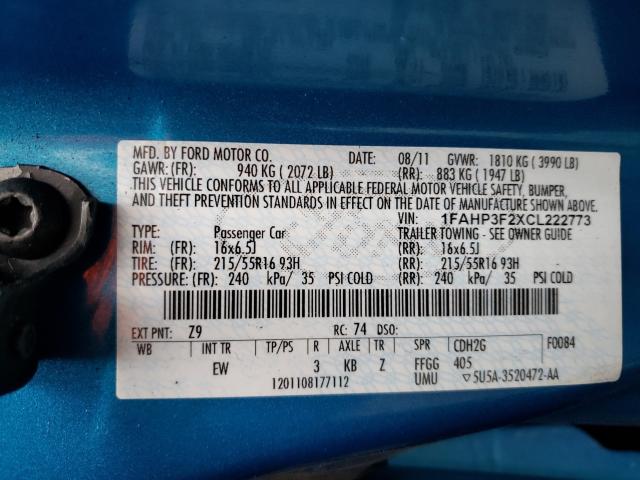 MFD. BY FORD MOTOR CO. DATE: 08/11 GVWR: 1810 KG ( 3990 LB)
GAWR: (FR): 940 KG ( 2072 LB) (RR): 883 KG ( 1947 LB)
THIS VEHICLE CONFORMS TO ALL APPLICABLE FEDERAL MOTOR VEHICLE SAFETY, BUMPER,
AND THEFT PREVENTION STANDARDS IN EFFECT ON THE DATE OF MANUFACTURE SHOWN ABOVE.
VIN: 1FAHP3F2XCL222773
TYPE: Passenger Car TRAILER TOWING - SEE OWNER GUIDE
RIM: (FR): 16x6.5J (RR): 16x6.5J
TIRE: (FR): 215/55R16 93H (RR): 215/55R16 93H
PRESSURE: (FR): 240 kPa/ 35 PSI COLD (RR): 240 kPa/ 35 PSI COLD
EXT PNT: Z9 RC: 74 DSO: F0084
WB INT TR TP/PS R AXLE TR SPR CDH2G
EW 3 KB Z FFGG 405
1201108177112 UMU ▽5U5A-3520472-AA